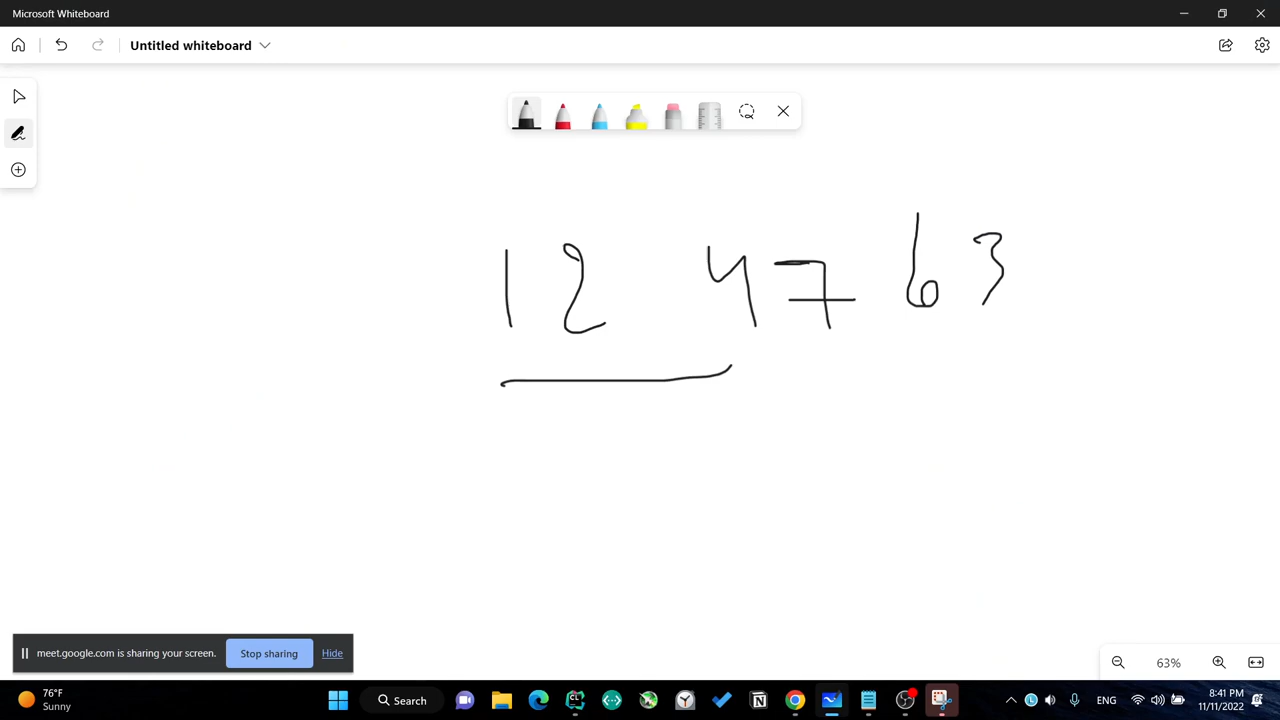 Microsoft Whiteboard
Untitled whiteboard
12 47 63
meet.google.com is sharing your screen. Stop sharing Hide
63%
76°F
Sunny
Search
ENG
8:41 PM
11/11/2022